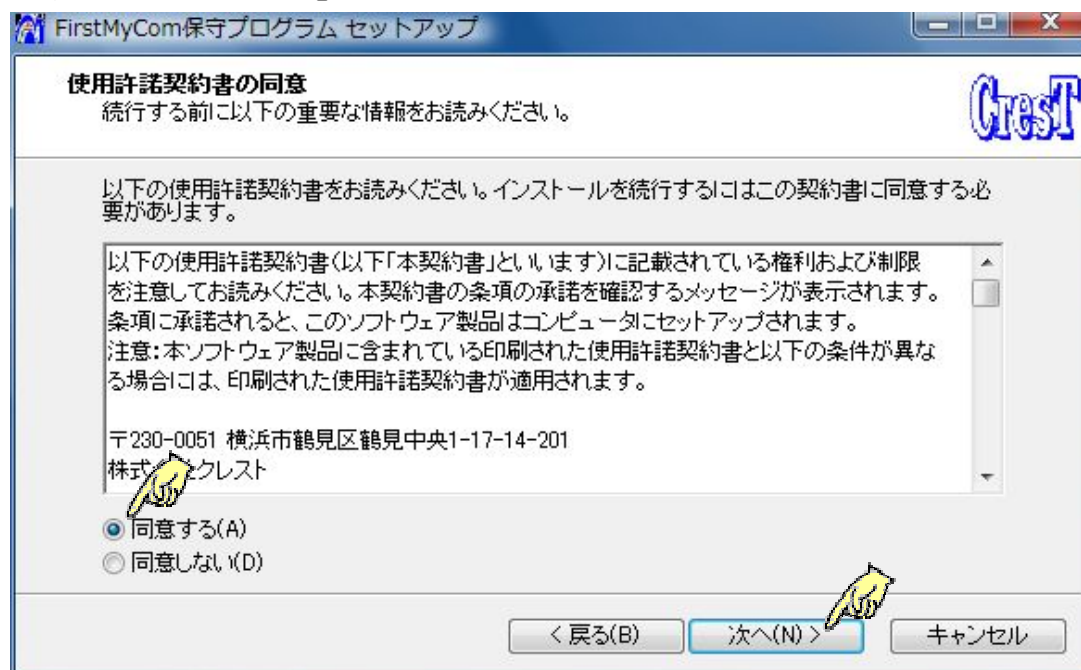 FirstMyCom保守プログラム セットアップ
使用許諾契約書の同意
続行する前に以下の重要な情報をお読みください。
CresT
以下の使用許諾契約書をお読みください。インストールを続行するにはこの契約書に同意する必
要があります。
以下の使用許諾契約書(以下「本契約書」といいます)に記載されている権利および制限
を注意してお読みください。本契約書の条項の承諾を確認するメッセージが表示されます。
条項に承諾されると、このソフトウェア製品はコンピュータにセットアップされます。
注意:本ソフトウェア製品に含まれている印刷された使用許諾契約書と以下の条件が異な
る場合には、印刷された使用許諾契約書が適用されます。
〒230-0051 横浜市鶴見区鶴見中央1-17-14-201
株式会社クレスト
同意する(A)
同意しない(D)
< 戻る(B)
次へ(N) >
キャンセル